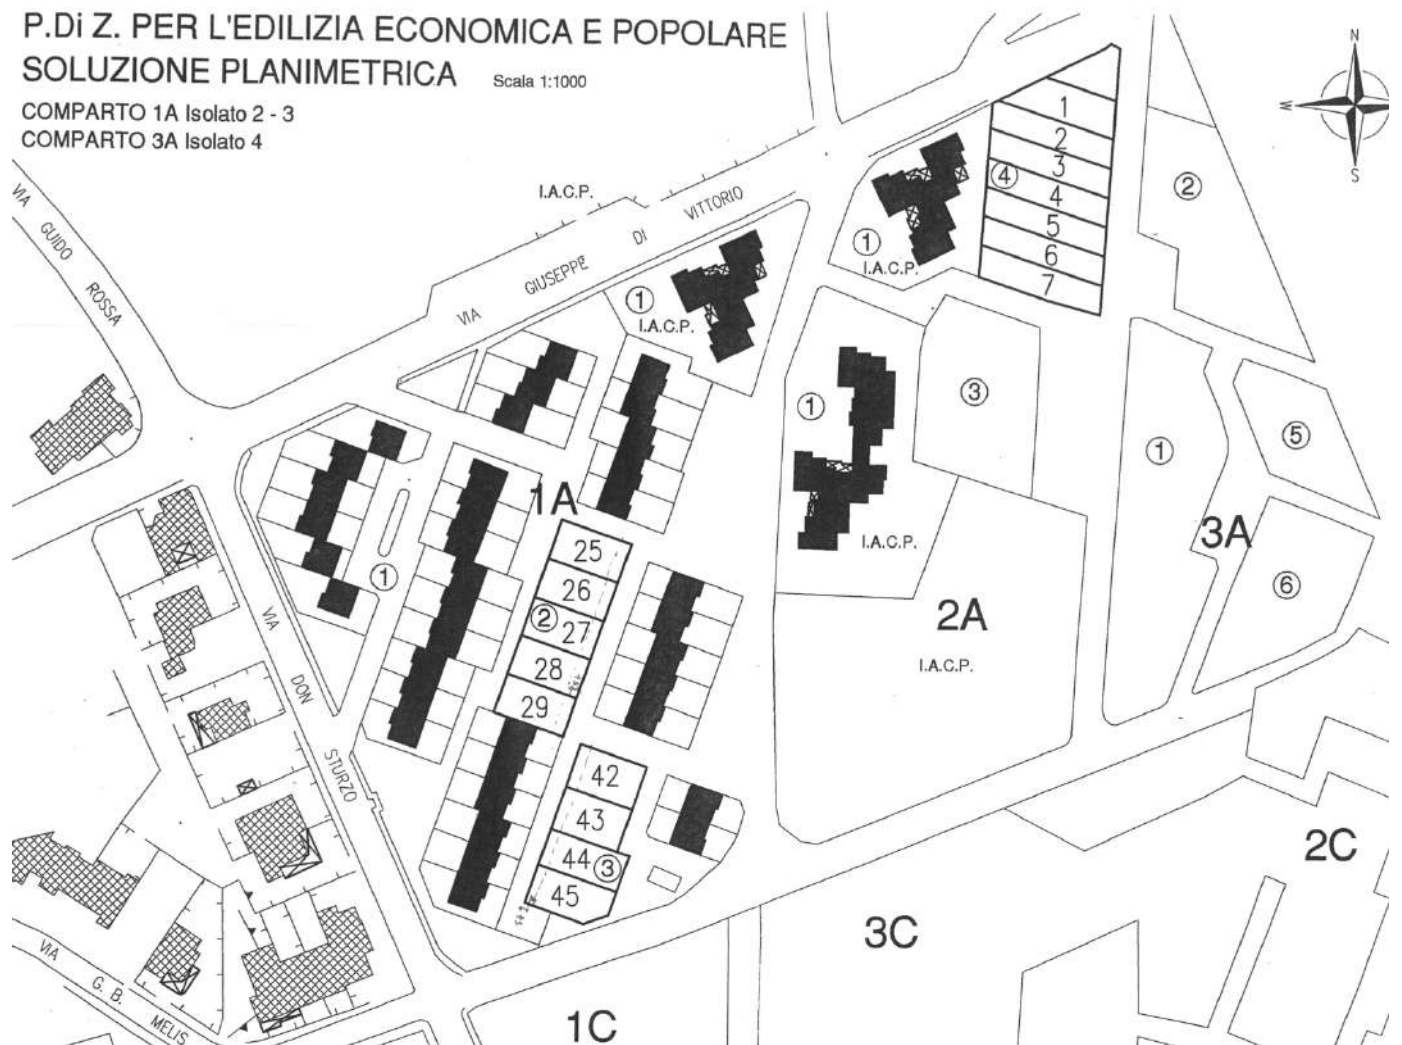 P.Di Z. PER L'EDILIZIA ECONOMICA E POPOLARE
SOLUZIONE PLANIMETRICA Scala 1:1000
COMPARTO 1A Isolato 2 - 3
COMPARTO 3A Isolato 4
N
W
S
VIA GUIDO ROSSA
I.A.C.P.
VIA GIUSEPPE DI VITTORIO
1
2
3
4
5
6
7
4
2
1
I.A.C.P.
1
I.A.C.P.
1
3
1
5
1A
25
26
2
27
28
29
1
I.A.C.P.
3A
6
2A
I.A.C.P.
VIA DON STURZO
42
43
44
3
45
2C
3C
1C
VIA G. B. MELIS